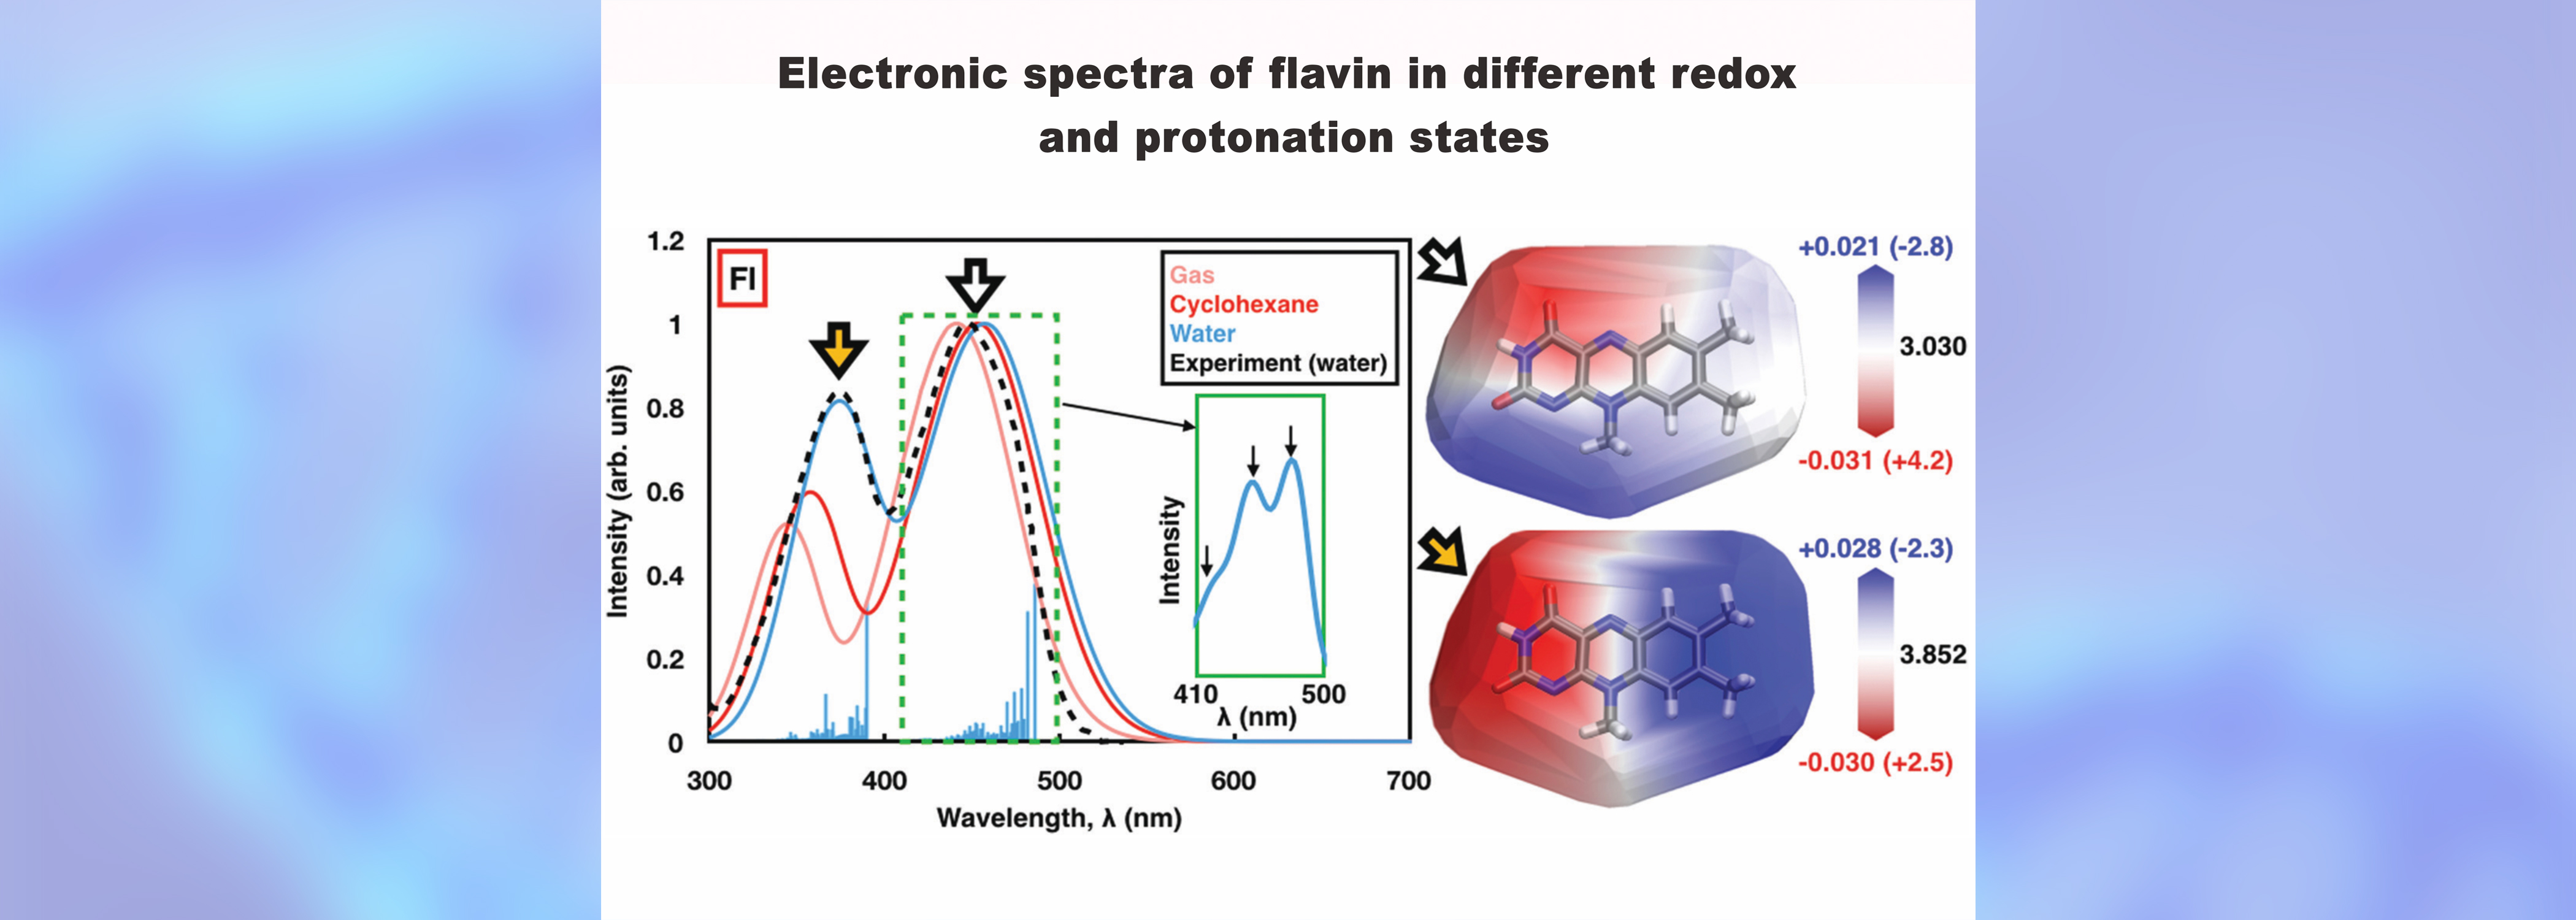 Electronic spectra of flavin in different redox
and protonation states
Fl
Gas
Cyclohexane
Water
Experiment (water)
Intensity (arb. units)
1.2
1
0.8
0.6
0.4
0.2
0
300
400
500
600
700
Wavelength, λ (nm)
Intensity
410
500
λ (nm)
+0.021 (-2.8)
3.030
-0.031 (+4.2)
+0.028 (-2.3)
3.852
-0.030 (+2.5)